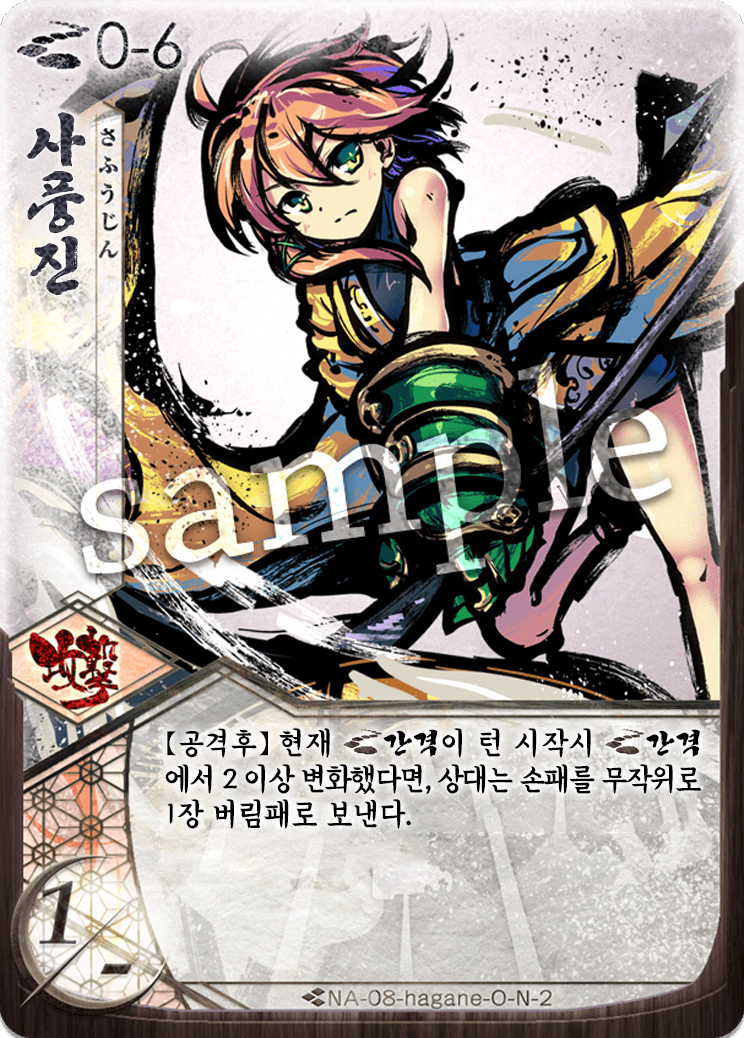 0-6
사풍진
さふうじん
sample
攻撃
【공격후】 현재 간격이 턴 시작시 간격
에서 2 이상 변화했다면, 상대는 손패를 무작위로
1장 버림패로 보낸다.
1/-
NA-08-hagane-O-N-2